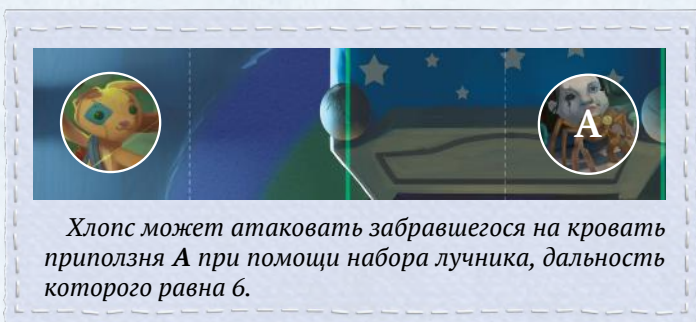 А
Хлопс может атаковать забравшегося на кровать
приползня А при помощи набора лучника, дальность
которого равна 6.